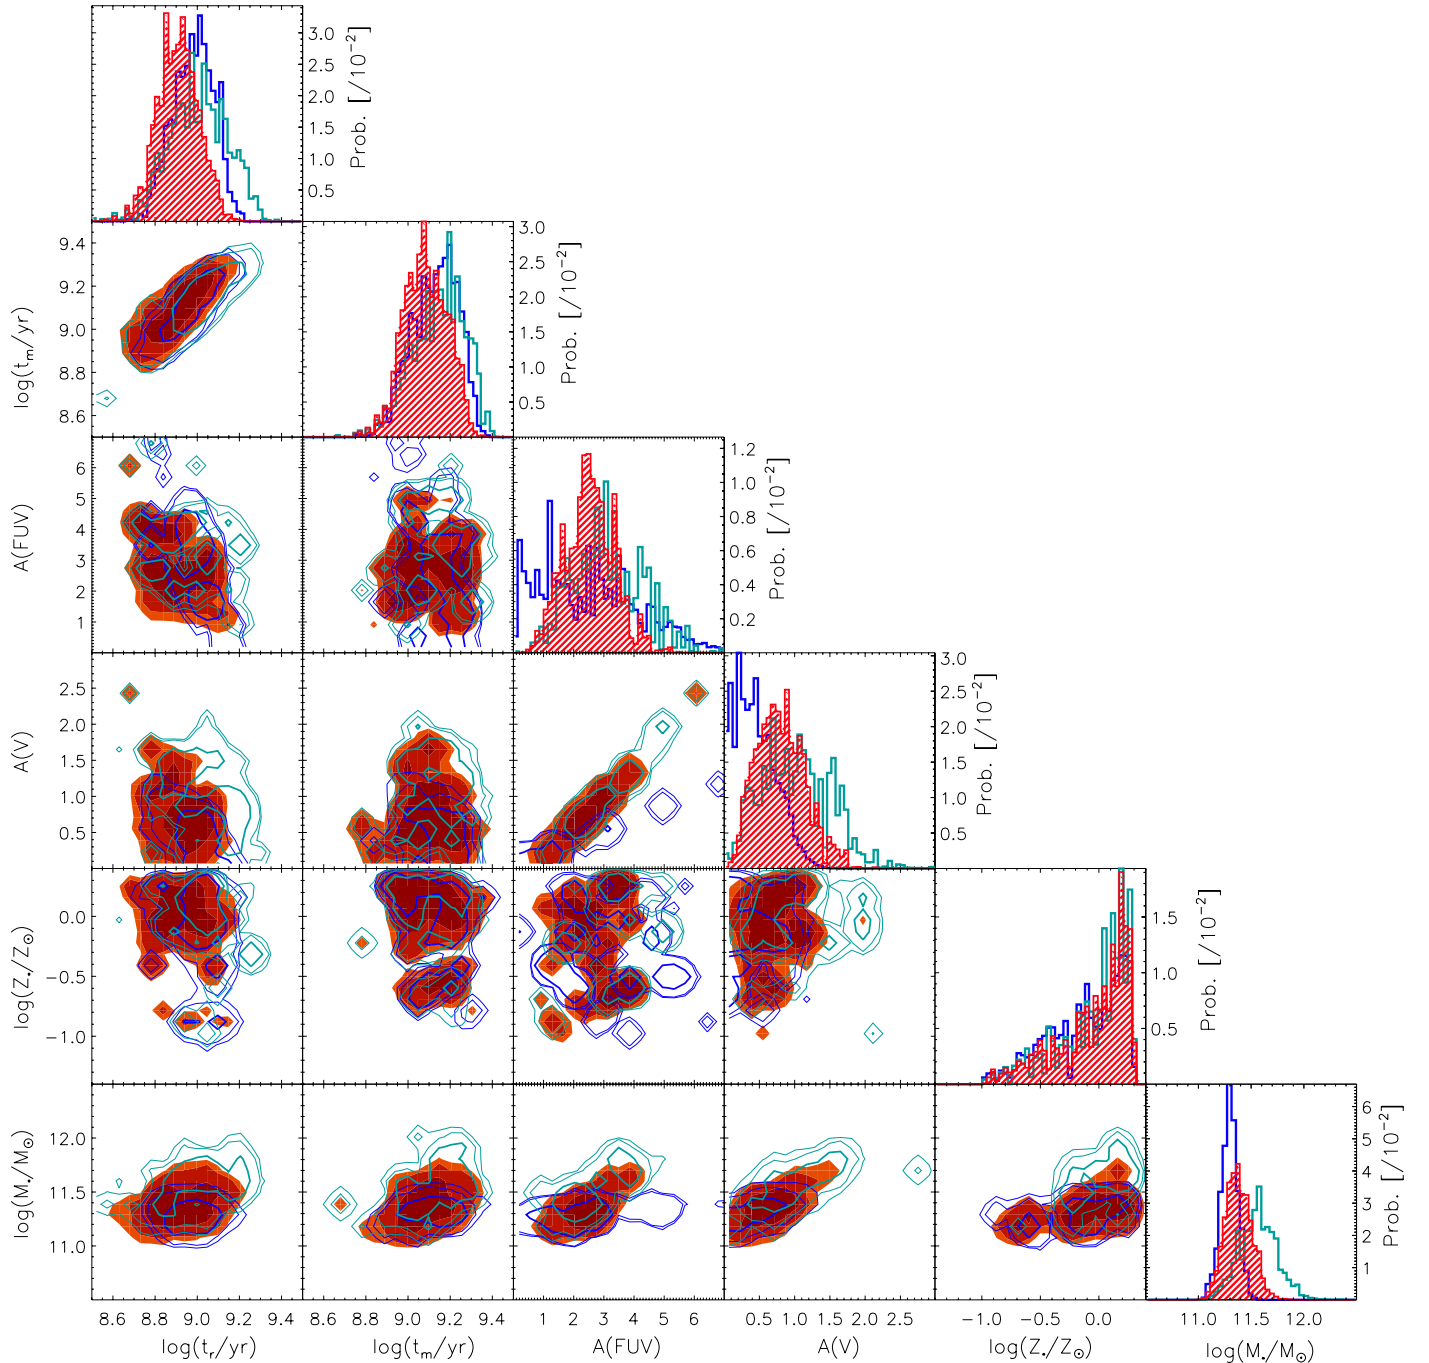 3.0
2.5
2.0
1.5
1.0
0.5
Prob. [/10⁻²]
9.4
9.2
9.0
8.8
8.6
log(tₘ/yr)
3.0
2.5
2.0
1.5
1.0
0.5
Prob. [/10⁻²]
6
5
4
3
2
1
A(FUV)
1.2
1.0
0.8
0.6
0.4
0.2
Prob. [/10⁻²]
2.5
2.0
1.5
1.0
0.5
A(V)
3.0
2.5
2.0
1.5
1.0
0.5
Prob. [/10⁻²]
0.0
−0.5
−1.0
log(Z⋆/Z⊙)
1.5
1.0
0.5
Prob. [/10⁻²]
12.0
11.5
11.0
log(M⋆/M⊙)
6
5
4
3
2
1
Prob. [/10⁻²]
8.6 8.8 9.0 9.2 9.4
log(tᵣ/yr)
8.6 8.8 9.0 9.2 9.4
log(tₘ/yr)
1 2 3 4 5 6
A(FUV)
0.5 1.0 1.5 2.0 2.5
A(V)
−1.0 −0.5 0.0
log(Z⋆/Z⊙)
11.0 11.5 12.0
log(M⋆/M⊙)